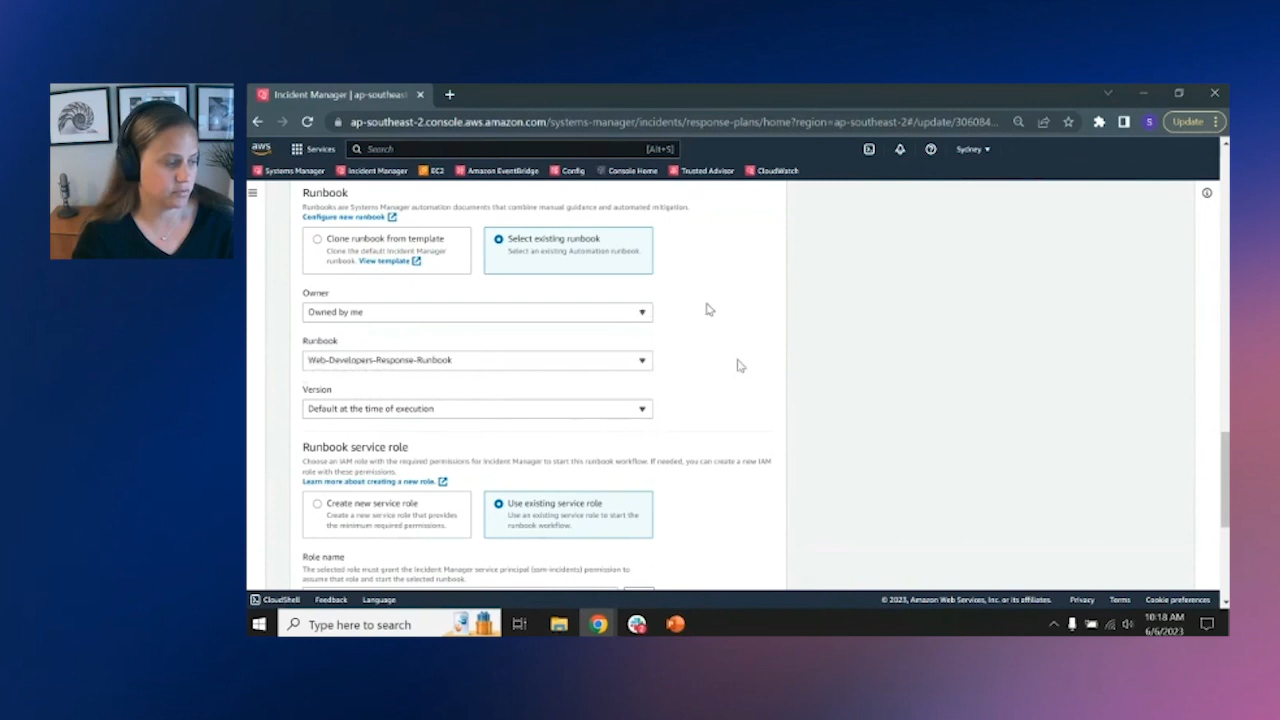 Incident Manager | ap-southeas
ap-southeast-2.console.aws.amazon.com/systems-manager/incidents/response-plans/home?region=ap-southeast-2#/update/306084...
S
Update
aws
Services
Search
[Alt+S]
Sydney
Systems Manager
Incident Manager
EC2
Amazon EventBridge
Config
Console Home
Trusted Advisor
CloudWatch
Runbook
Runbooks are Systems Manager automation documents that combine manual guidance and automated mitigation.
Configure new runbook
Clone runbook from template
Clone the default Incident Manager
runbook. View template
Select existing runbook
Select an existing Automation runbook.
Owner
Owned by me
Runbook
Web-Developers-Response-Runbook
Version
Default at the time of execution
Runbook service role
Choose an IAM role with the required permissions for Incident Manager to start this runbook workflow. If needed, you can create a new IAM
role with these permissions.
Learn more about creating a new role.
Create new service role
Create a new service role that provides
the minimum required permissions.
Use existing service role
Use an existing service role to start the
runbook workflow.
Role name
The selected role must grant the Incident Manager service principal (ssm-incidents) permission to
assume that role and start the selected runbook.
CloudShell
Feedback
Language
© 2023, Amazon Web Services, Inc. or its affiliates.
Privacy
Terms
Cookie preferences
Type here to search
10:18 AM
6/6/2023